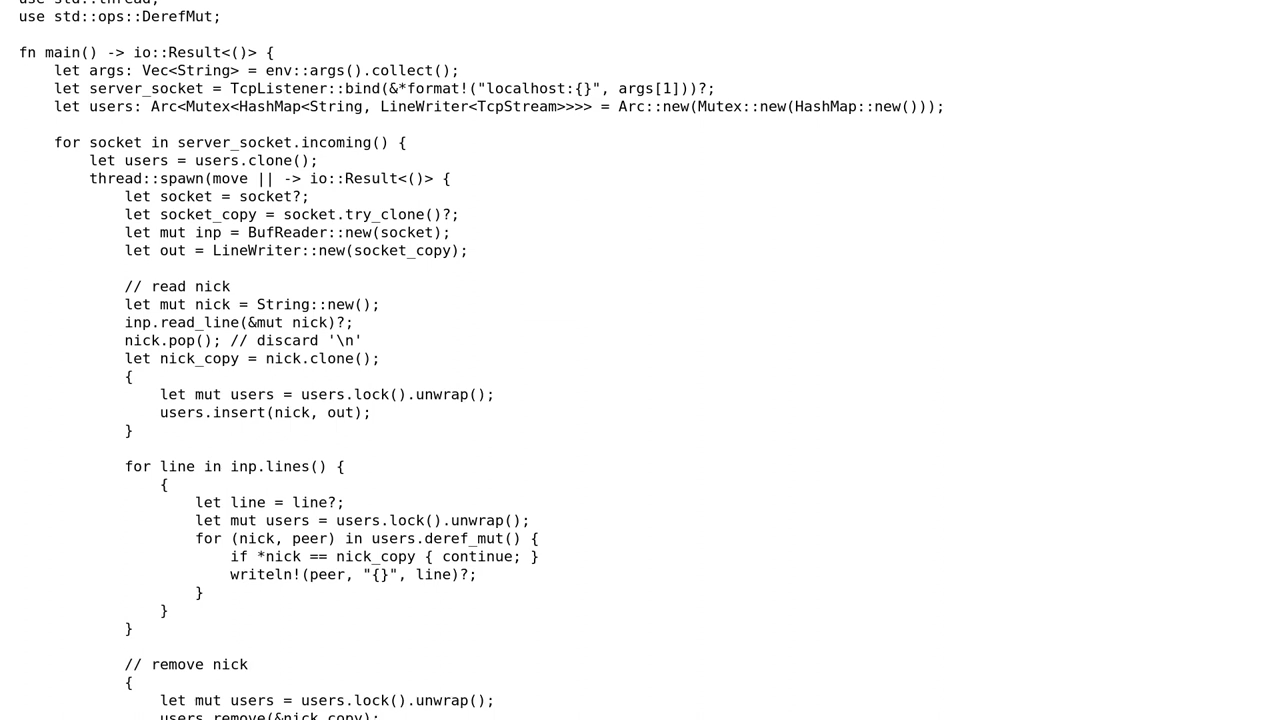 use std::thread;
use std::ops::DerefMut;
fn main() -> io::Result<()> {
    let args: Vec<String> = env::args().collect();
    let server_socket = TcpListener::bind(&*format!("localhost:{}", args[1]))?;
    let users: Arc<Mutex<HashMap<String, LineWriter<TcpStream>>>> = Arc::new(Mutex::new(HashMap::new()));
    for socket in server_socket.incoming() {
        let users = users.clone();
        thread::spawn(move || -> io::Result<()> {
            let socket = socket?;
            let socket_copy = socket.try_clone()?;
            let mut inp = BufReader::new(socket);
            let out = LineWriter::new(socket_copy);
            // read nick
            let mut nick = String::new();
            inp.read_line(&mut nick)?;
            nick.pop(); // discard '\n'
            let nick_copy = nick.clone();
            {
                let mut users = users.lock().unwrap();
                users.insert(nick, out);
            }
            for line in inp.lines() {
                {
                    let line = line?;
                    let mut users = users.lock().unwrap();
                    for (nick, peer) in users.deref_mut() {
                        if *nick == nick_copy { continue; }
                        writeln!(peer, "{}", line)?;
                    }
                }
            }
            // remove nick
            {
                let mut users = users.lock().unwrap();
                users.remove(&nick_copy);